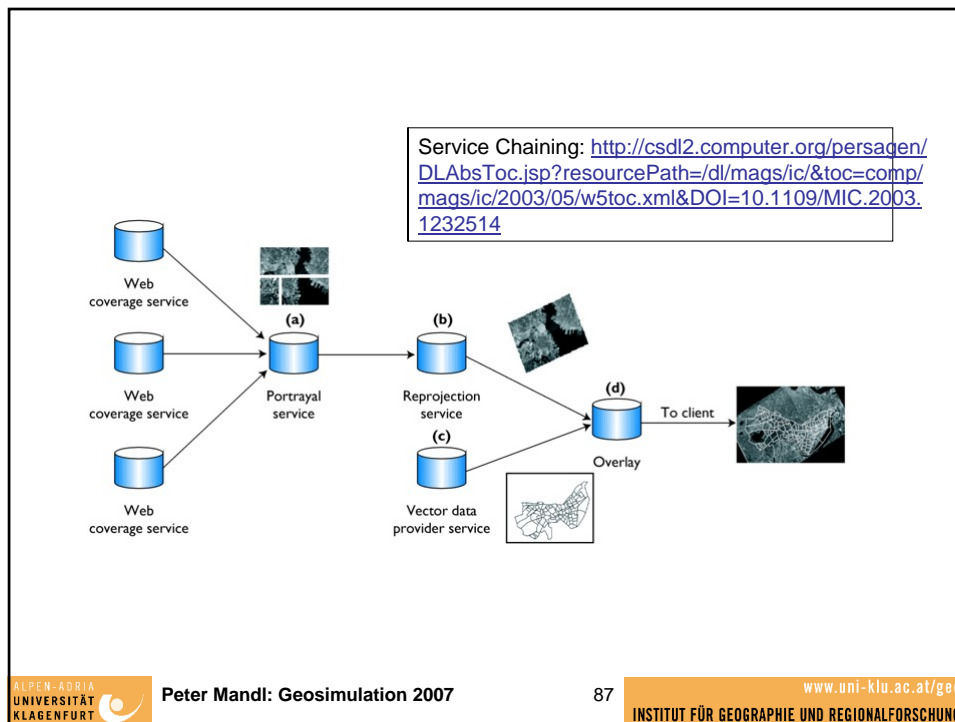 Service Chaining: http://csdl2.computer.org/persagen/
DLAbsToc.jsp?resourcePath=/dl/mags/ic/&toc=comp/
mags/ic/2003/05/w5toc.xml&DOI=10.1109/MIC.2003.
1232514
Web
coverage service
(a)
(b)
Web
coverage service
Portrayal
service
Reprojection
service
(d)
To client
(c)
Overlay
Web
coverage service
Vector data
provider service
ALPEN-ADRIA
UNIVERSITÄT
KLAGENFURT
Peter Mandl: Geosimulation 2007
87
www.uni-klu.ac.at/geo
INSTITUT FÜR GEOGRAPHIE UND REGIONALFORSCHUNG